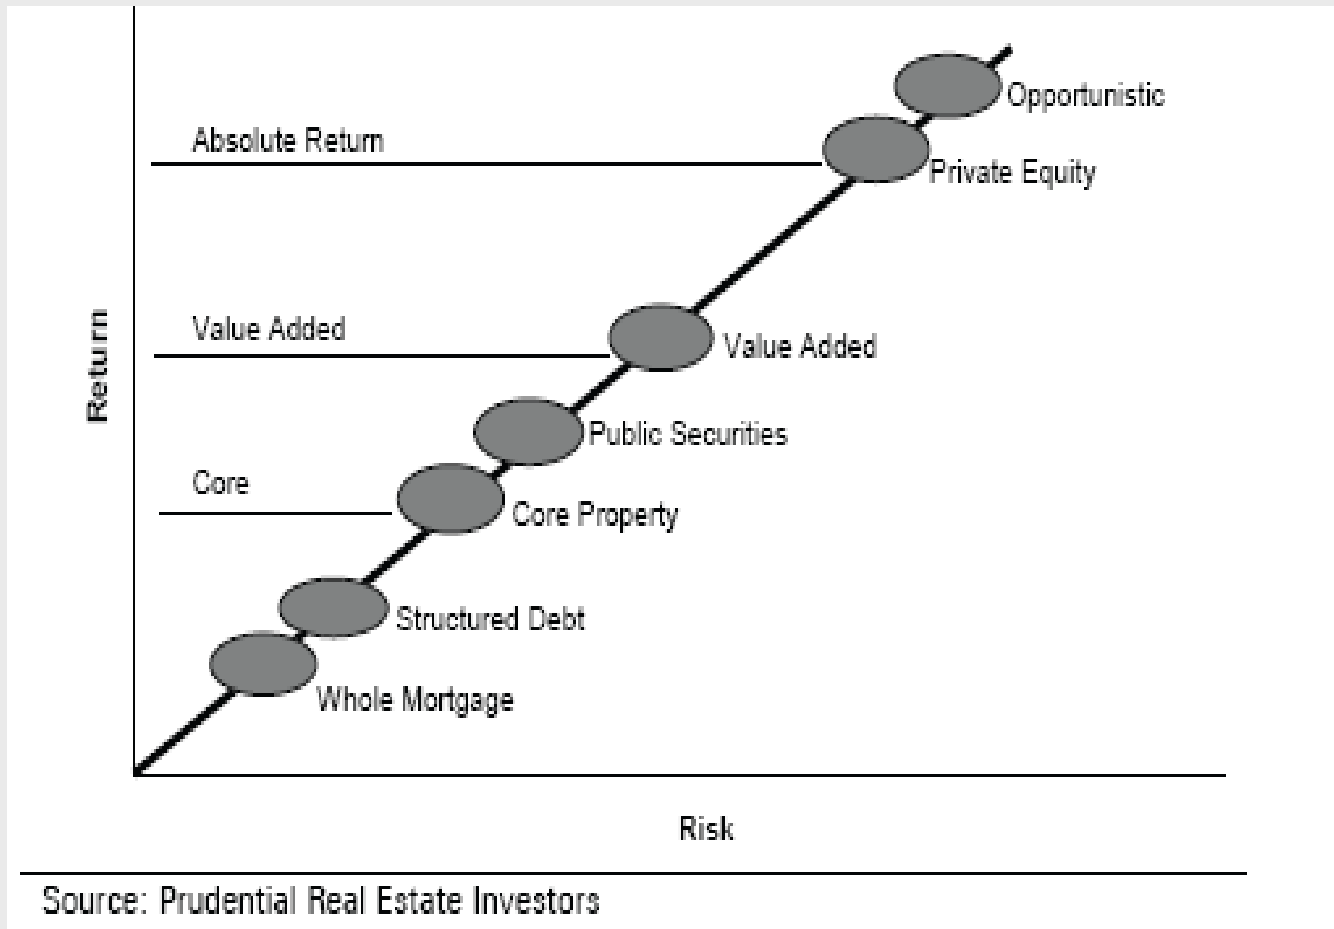 Opportunistic
Absolute Return
Private Equity
Value Added
Value Added
Return
Public Securities
Core
Core Property
Structured Debt
Whole Mortgage
Risk
Source: Prudential Real Estate Investors